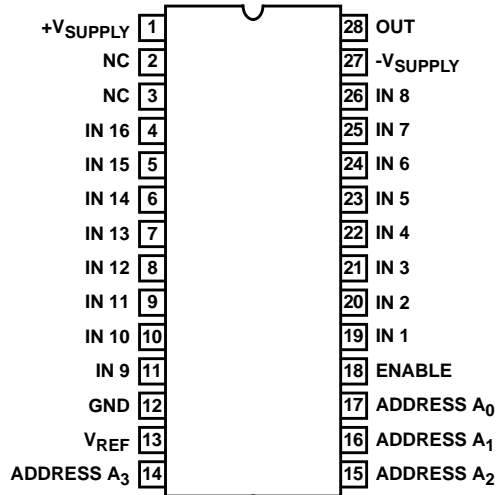 +VSUPPLY 1 28 OUT
NC 2 27 -VSUPPLY
NC 3 26 IN 8
IN 16 4 25 IN 7
IN 15 5 24 IN 6
IN 14 6 23 IN 5
IN 13 7 22 IN 4
IN 12 8 21 IN 3
IN 11 9 20 IN 2
IN 10 10 19 IN 1
IN 9 11 18 ENABLE
GND 12 17 ADDRESS A0
VREF 13 16 ADDRESS A1
ADDRESS A3 14 15 ADDRESS A2